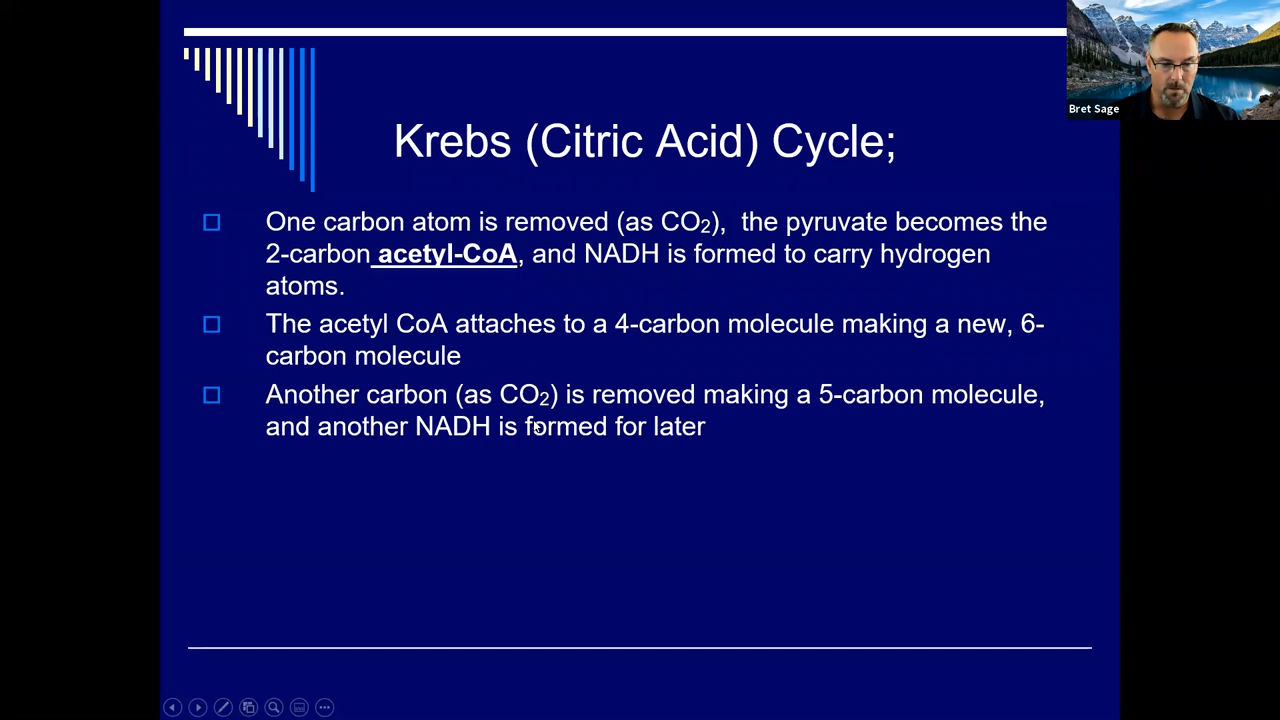 Bret Sage
Krebs (Citric Acid) Cycle;
One carbon atom is removed (as CO₂),  the pyruvate becomes the
2-carbon acetyl-CoA, and NADH is formed to carry hydrogen
atoms.
The acetyl CoA attaches to a 4-carbon molecule making a new, 6-
carbon molecule
Another carbon (as CO₂) is removed making a 5-carbon molecule,
and another NADH is formed for later